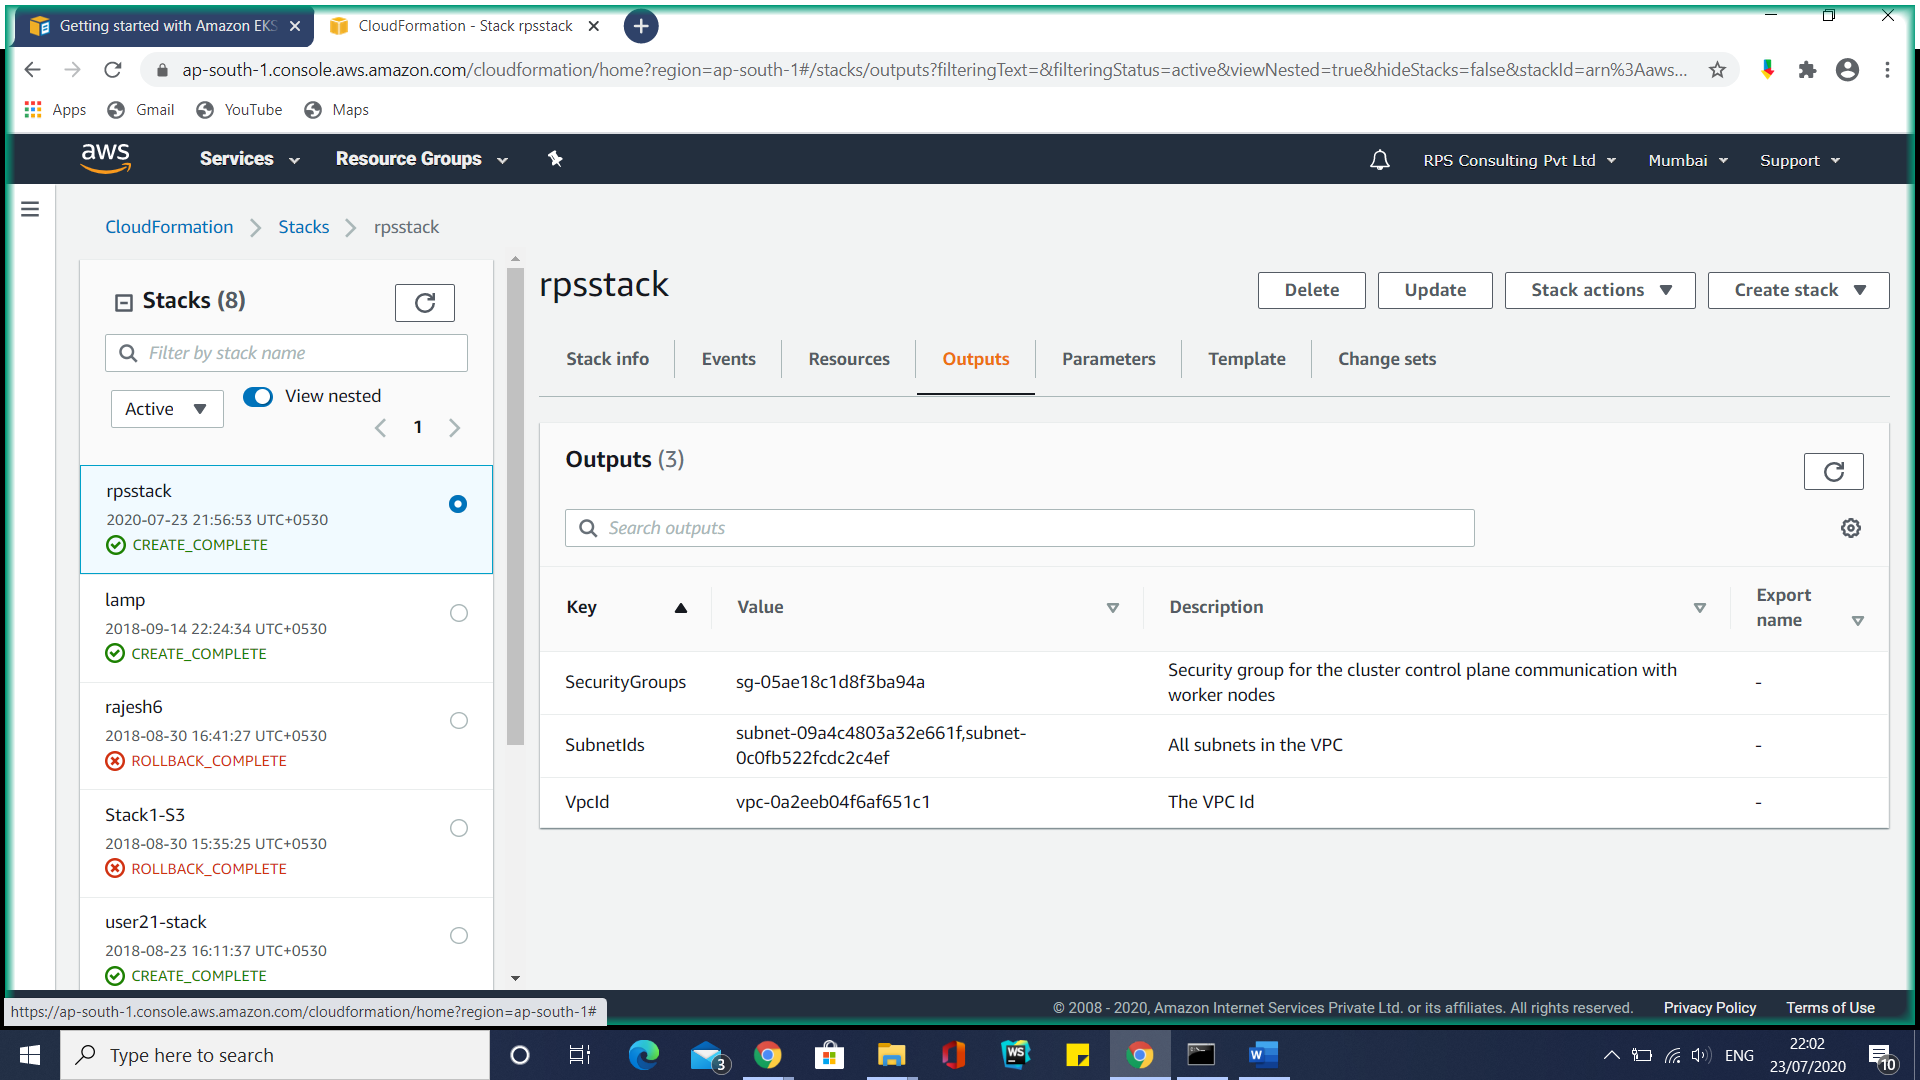 Getting started with Amazon EKS
CloudFormation - Stack rpsstack
ap-south-1.console.aws.amazon.com/cloudformation/home?region=ap-south-1#/stacks/outputs?filteringText=&filteringStatus=active&viewNested=true&hideStacks=false&stackId=arn%3Aaws...
Apps Gmail YouTube Maps
aws Services Resource Groups RPS Consulting Pvt Ltd Mumbai Support
CloudFormation Stacks rpsstack
Stacks (8)
Filter by stack name
Active View nested
1
rpsstack
2020-07-23 21:56:53 UTC+0530
CREATE_COMPLETE
lamp
2018-09-14 22:24:34 UTC+0530
CREATE_COMPLETE
rajesh6
2018-08-30 16:41:27 UTC+0530
ROLLBACK_COMPLETE
Stack1-S3
2018-08-30 15:35:25 UTC+0530
ROLLBACK_COMPLETE
user21-stack
2018-08-23 16:11:37 UTC+0530
CREATE_COMPLETE
rpsstack
Delete Update Stack actions Create stack
Stack info Events Resources Outputs Parameters Template Change sets
Outputs (3)
Search outputs
Key Value Description Export name
SecurityGroups sg-05ae18c1d8f3ba94a Security group for the cluster control plane communication with worker nodes -
SubnetIds subnet-09a4c4803a32e661f,subnet-0c0fb522fcdc2c4ef All subnets in the VPC -
VpcId vpc-0a2eeb04f6af651c1 The VPC Id -
https://ap-south-1.console.aws.amazon.com/cloudformation/home?region=ap-south-1#
© 2008 - 2020, Amazon Internet Services Private Ltd. or its affiliates. All rights reserved. Privacy Policy Terms of Use
Type here to search
3
WS
ENG
22:02
23/07/2020
10